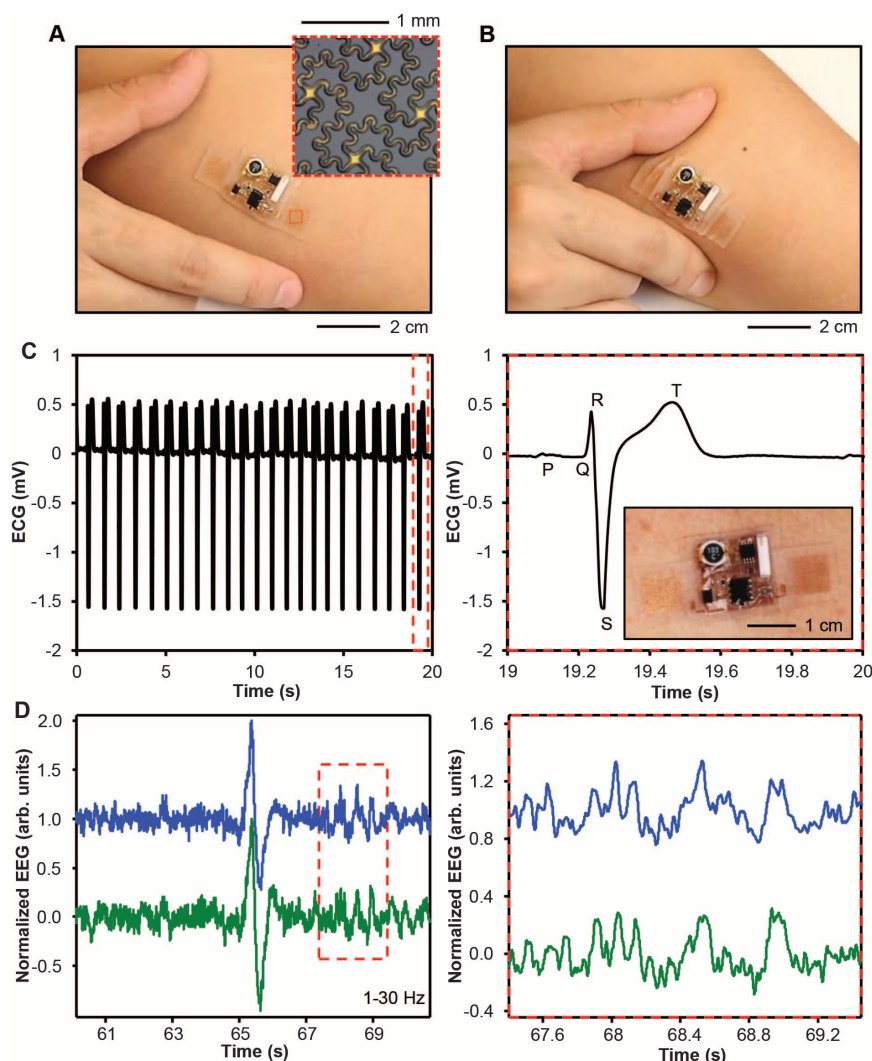 1 mm
A
B
2 cm
2 cm
C
1
0.5
0
-0.5
-1
-1.5
-2
ECG (mV)
0
5
10
15
20
Time (s)
1
0.5
0
-0.5
-1
-1.5
-2
ECG (mV)
P
Q
R
S
T
103
1 cm
19
19.2
19.4
19.6
19.8
20
Time (s)
D
2.0
1.5
1.0
0.5
0.0
-0.5
Normalized EEG (arb. units)
1-30 Hz
61
63
65
67
69
Time (s)
1.6
1.2
0.8
0.4
0.0
-0.4
Normalized EEG (arb. units)
67.6
68
68.4
68.8
69.2
Time (s)